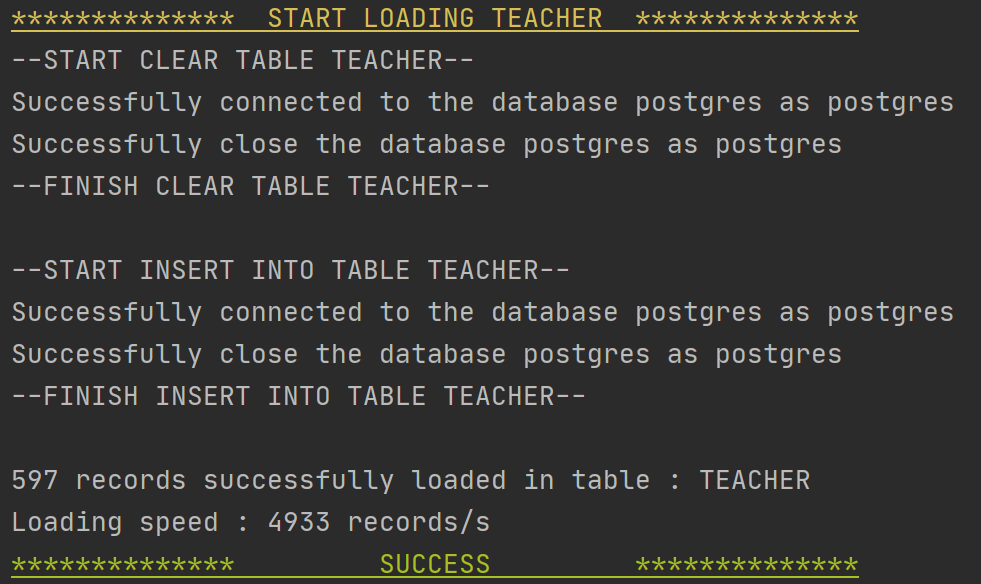 **************  START LOADING TEACHER  **************
--START CLEAR TABLE TEACHER--
Successfully connected to the database postgres as postgres
Successfully close the database postgres as postgres
--FINISH CLEAR TABLE TEACHER--
--START INSERT INTO TABLE TEACHER--
Successfully connected to the database postgres as postgres
Successfully close the database postgres as postgres
--FINISH INSERT INTO TABLE TEACHER--
597 records successfully loaded in table : TEACHER
Loading speed : 4933 records/s
**************         SUCCESS         **************